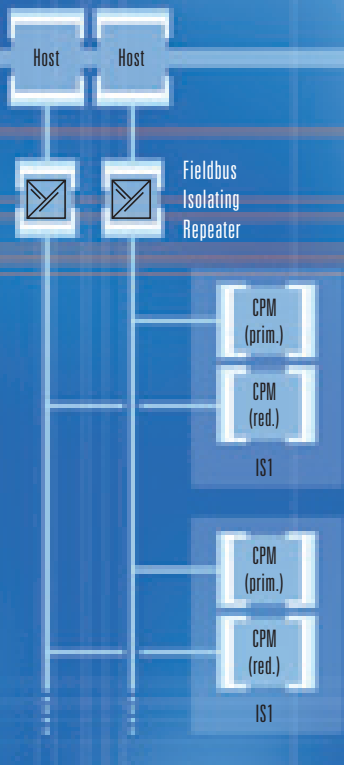 Host
Host
Fieldbus
Isolating
Repeater
CPM
(prim.)
CPM
(red.)
IS1
CPM
(prim.)
CPM
(red.)
IS1